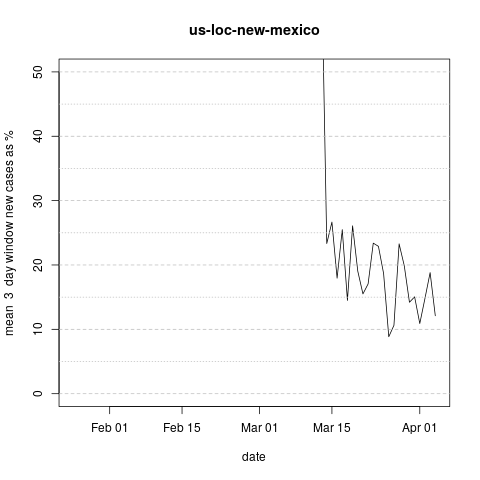 us-loc-new-mexico
mean 3 day window new cases as %
50
40
30
20
10
0
Feb 01 Feb 15 Mar 01 Mar 15 Apr 01
date